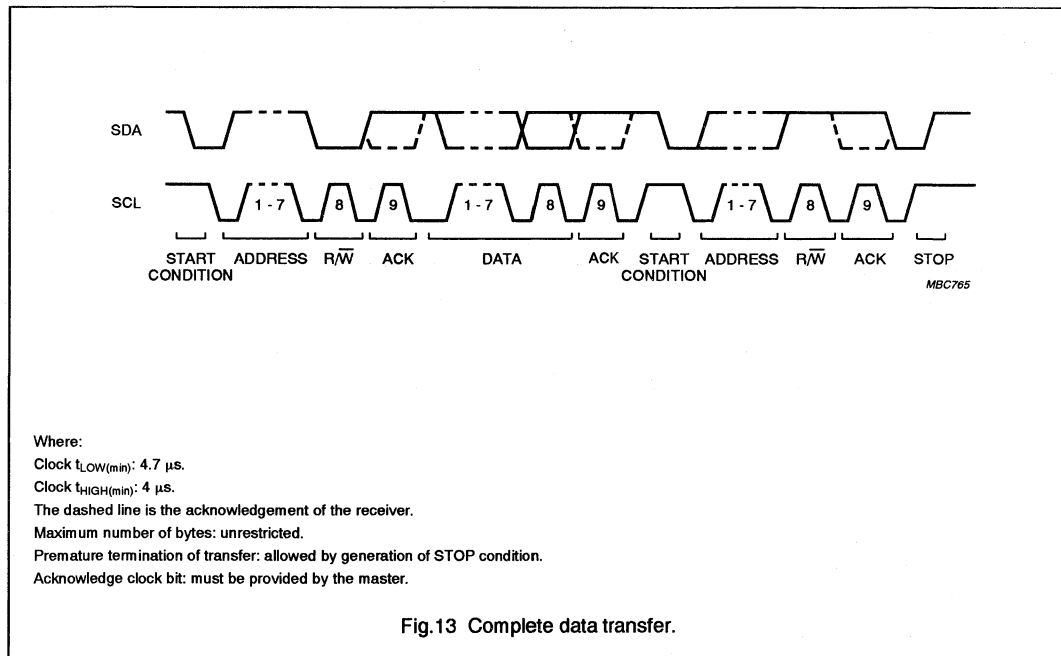 SDA
SCL
1 - 7 8 9 1 - 7 8 9 1 - 7 8 9
START CONDITION ADDRESS R/W̅ ACK DATA ACK START CONDITION ADDRESS R/W̅ ACK STOP
MBC765
Where:
Clock tLOW(min): 4.7 µs.
Clock tHIGH(min): 4 µs.
The dashed line is the acknowledgement of the receiver.
Maximum number of bytes: unrestricted.
Premature termination of transfer: allowed by generation of STOP condition.
Acknowledge clock bit: must be provided by the master.
Fig.13 Complete data transfer.